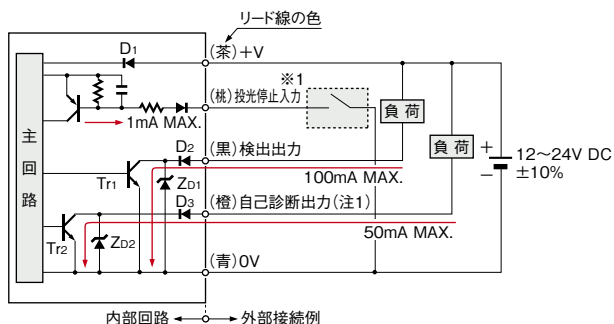 リード線の色
D1
(茶)+V
※1
(桃)投光停止入力
1mA MAX.
負荷
主回路
D2
(黒)検出出力
負荷
+
12～24V DC
−
±10%
Tr1
ZD1
100mA MAX.
D3
(橙)自己診断出力(注1)
50mA MAX.
Tr2
ZD2
(青)0V
内部回路
外部接続例